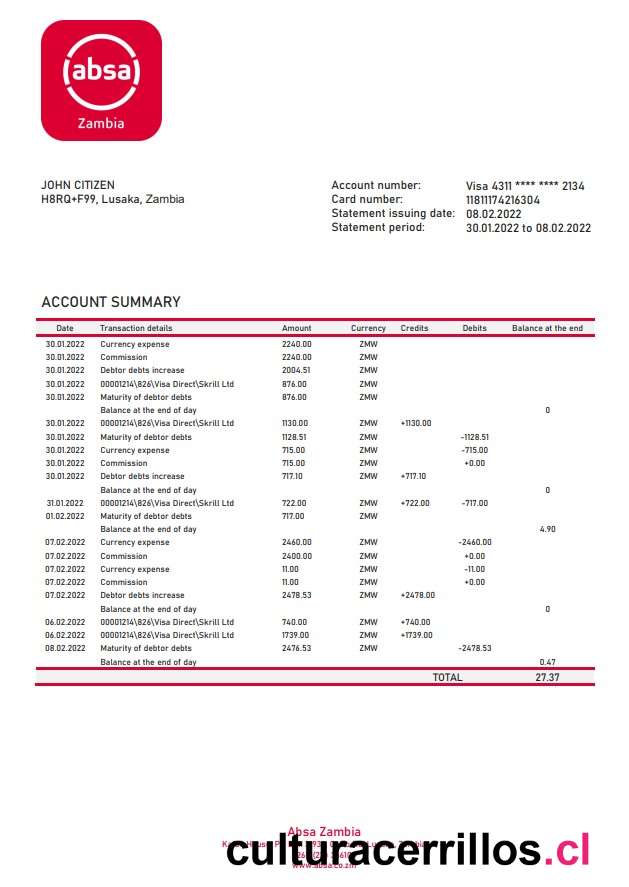 absa
Zambia
JOHN CITIZEN
H8RQ+F99, Lusaka, Zambia
Account number: Visa 4311 **** **** 2134
Card number: 11811174216304
Statement issuing date: 08.02.2022
Statement period: 30.01.2022 to 08.02.2022
ACCOUNT SUMMARY
Date Transaction details Amount Currency Credits Debits Balance at the end
30.01.2022 Currency expense 2240.00 ZMW
30.01.2022 Commission 2240.00 ZMW
30.01.2022 Debtor debts increase 2004.51 ZMW
30.01.2022 00001214\826\Visa Direct\Skrill Ltd 876.00 ZMW
30.01.2022 Maturity of debtor debts 876.00 ZMW
Balance at the end of day 0
30.01.2022 00001214\826\Visa Direct\Skrill Ltd 1130.00 ZMW +1130.00
30.01.2022 Maturity of debtor debts 1128.51 ZMW -1128.51
30.01.2022 Currency expense 715.00 ZMW -715.00
30.01.2022 Commission 715.00 ZMW +0.00
30.01.2022 Debtor debts increase 717.10 ZMW +717.10
Balance at the end of day 0
31.01.2022 00001214\826\Visa Direct\Skrill Ltd 722.00 ZMW +722.00 -717.00
01.02.2022 Maturity of debtor debts 717.00 ZMW
Balance at the end of day 4.90
07.02.2022 Currency expense 2460.00 ZMW -2460.00
07.02.2022 Commission 2400.00 ZMW +0.00
07.02.2022 Currency expense 11.00 ZMW -11.00
07.02.2022 Commission 11.00 ZMW +0.00
07.02.2022 Debtor debts increase 2478.53 ZMW +2478.00
Balance at the end of day 0
06.02.2022 00001214\826\Visa Direct\Skrill Ltd 740.00 ZMW +740.00
06.02.2022 00001214\826\Visa Direct\Skrill Ltd 1739.00 ZMW +1739.00
08.02.2022 Maturity of debtor debts 2476.53 ZMW -2478.53
Balance at the end of day 0.47
TOTAL 27.37
Absa Zambia
culturacerrillos.cl
www.absa.co.zm